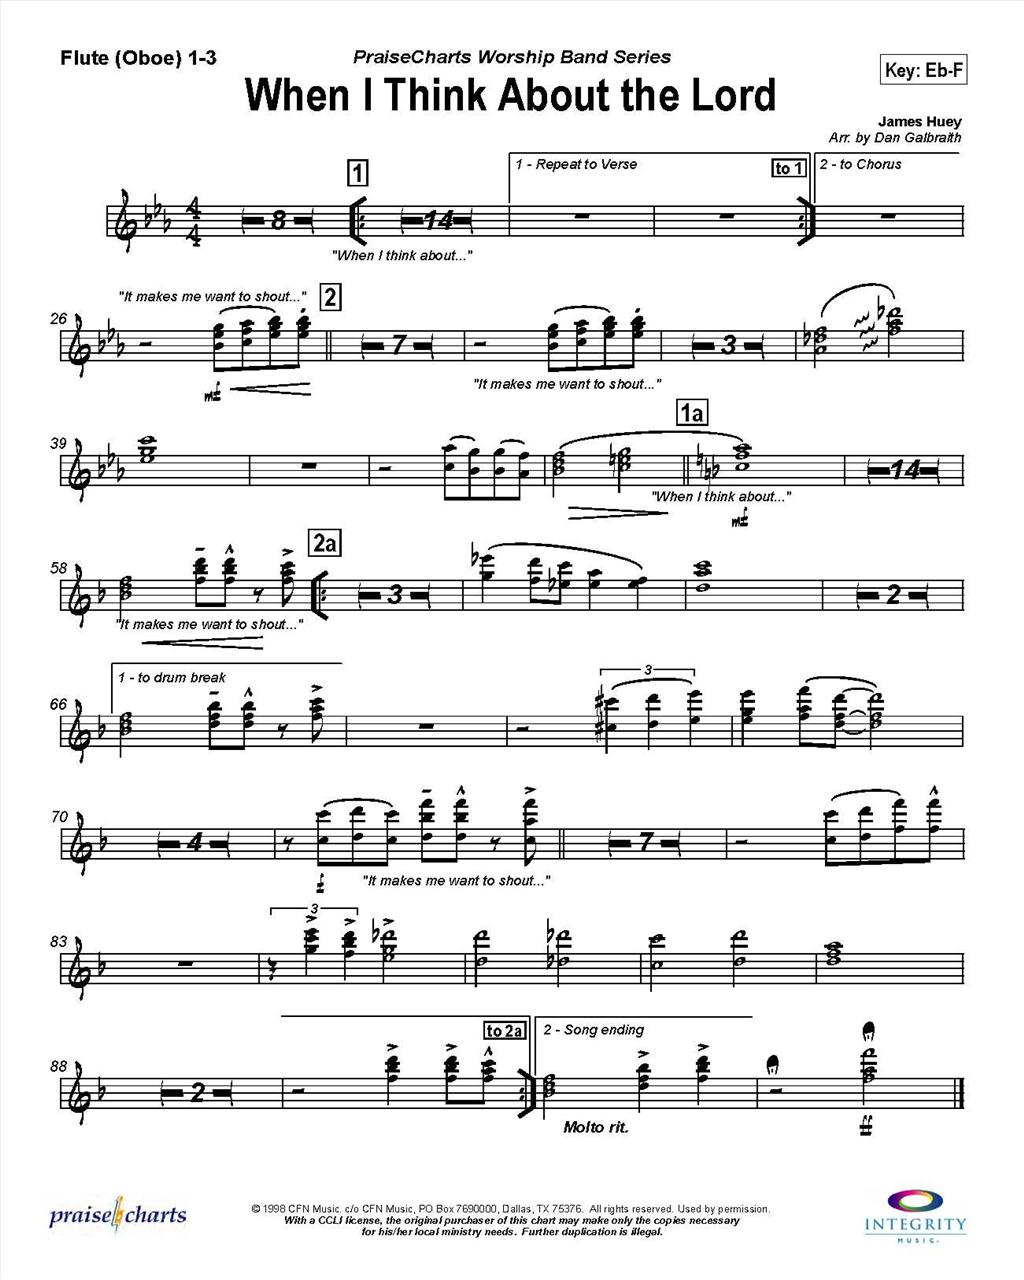 Flute (Oboe) 1-3
PraiseCharts Worship Band Series
Key: Eb-F
When I Think About the Lord
James Huey
Arr. by Dan Galbraith
1
1 - Repeat to Verse
to 1
2 - to Chorus
8
14
"When I think about..."
"It makes me want to shout..."
2
26
7
3
mf
"It makes me want to shout..."
39
1a
14
"When I think about..."
mf
58
2a
3
2
"It makes me want to shout..."
1 - to drum break
66
3
70
4
7
f
"It makes me want to shout..."
83
3
88
2
to 2a
2 - Song ending
Molto rit.
ff
praisecharts
© 1998 CFN Music. c/o CFN Music, PO Box 7690000, Dallas, TX 75376. All rights reserved. Used by permission.
With a CCLI license, the original purchaser of this chart may make only the copies necessary
for his/her local ministry needs. Further duplication is illegal.
INTEGRITY
MUSIC.